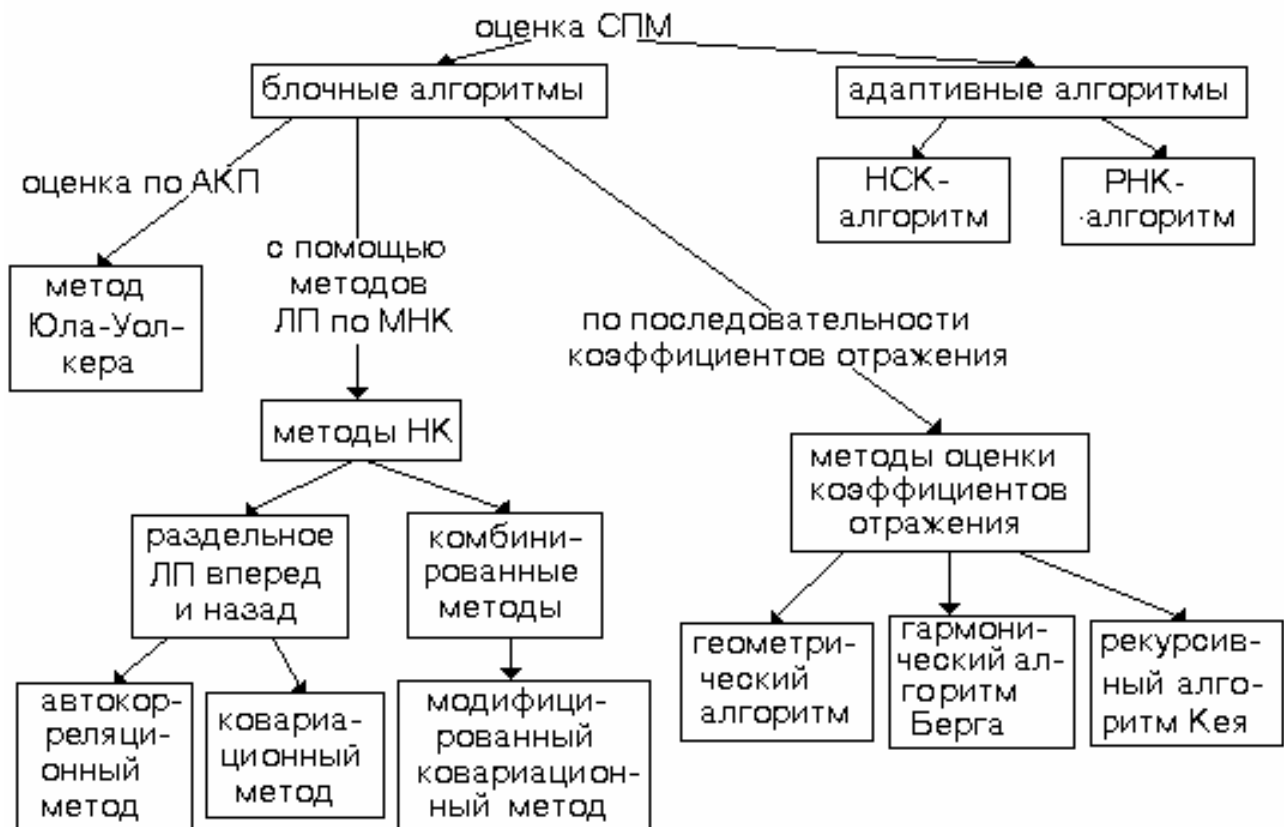 оценка СПМ
блочные алгоритмы
адаптивные алгоритмы
оценка по АКП
НСК-
алгоритм
РНК-
алгоритм
метод
Юла-Уол-
кера
с помощью
методов
ЛП по МНК
по последовательности
коэффициентов отражения
методы НК
методы оценки
коэффициентов
отражения
раздельное
ЛП вперед
и назад
комбини-
рованные
методы
геометри-
ческий
алгоритм
гармони-
ческий ал-
горитм
Берга
рекурсив-
ный алго-
ритм Кея
автокор-
реляци-
онный
метод
ковариа-
ционный
метод
модифици-
рованный
ковариацион-
ный метод